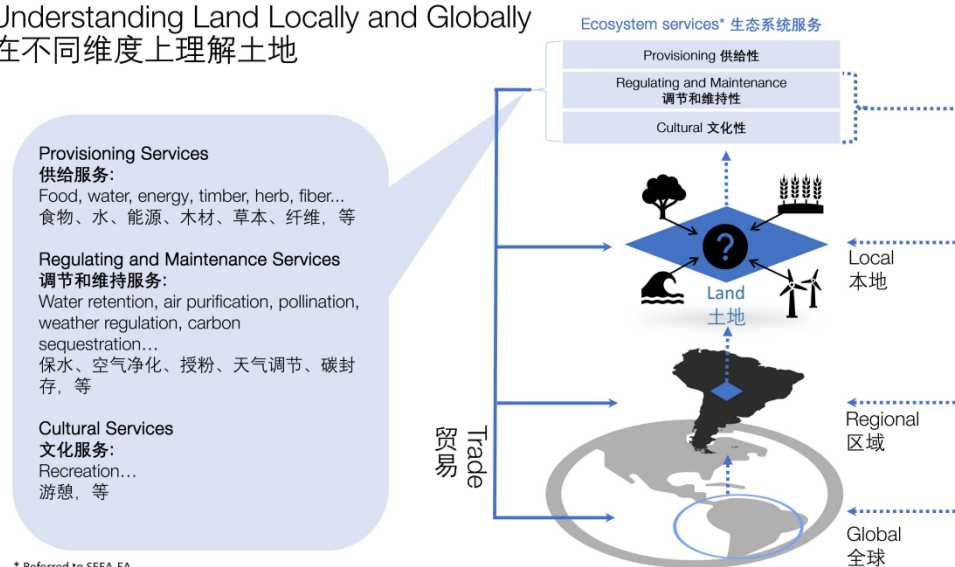 Understanding Land Locally and Globally
在不同维度上理解土地
Provisioning Services
供给服务:
Food, water, energy, timber, herb, fiber...
食物、水、能源、木材、草本、纤维, 等
Regulating and Maintenance Services
调节和维持服务:
Water retention, air purification, pollination,
weather regulation, carbon
sequestration…
保水、空气净化、授粉、天气调节、碳封
存, 等
Cultural Services
文化服务:
Recreation…
游憩, 等
* Referred to SEEA-EA
Ecosystem services* 生态系统服务
Provisioning 供给性
Regulating and Maintenance
调节和维持性
Cultural 文化性
?
Land
土地
Trade
贸易
Local
本地
Regional
区域
Global
全球